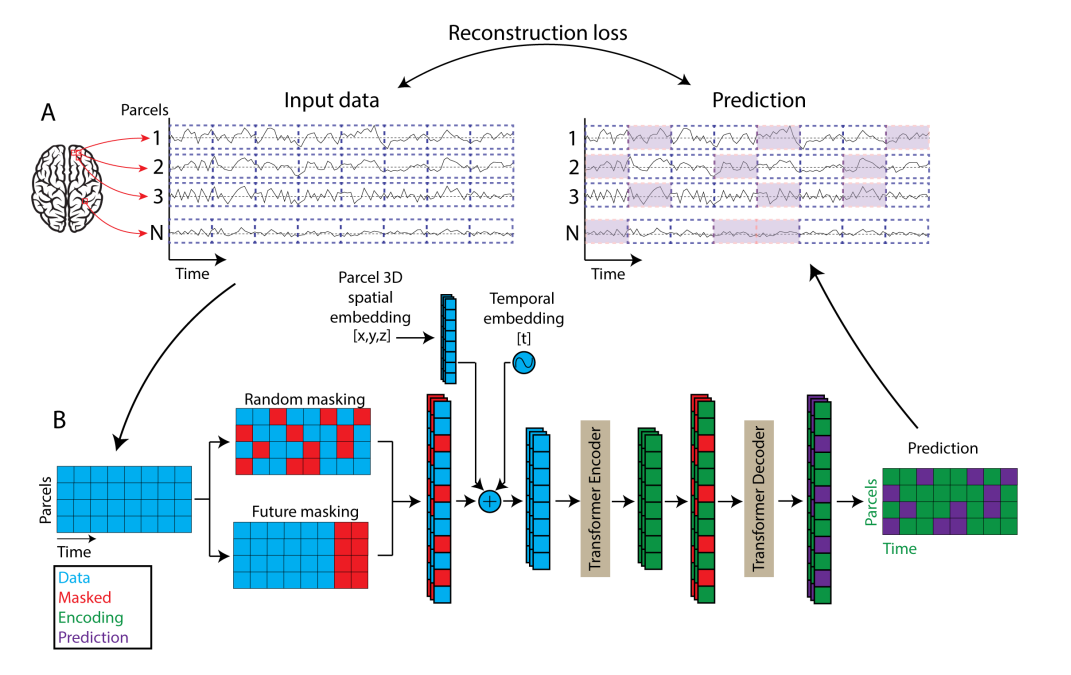 Reconstruction loss
A
Parcels
Input data
Prediction
1
2
3
N
Time
1
2
3
N
Time
Parcel 3D
spatial
embedding
[x,y,z]
Temporal
embedding
[t]
B
Random masking
Future masking
Parcels
Time
+
Transformer Encoder
Transformer Decoder
Prediction
Parcels
Time
Data
Masked
Encoding
Prediction